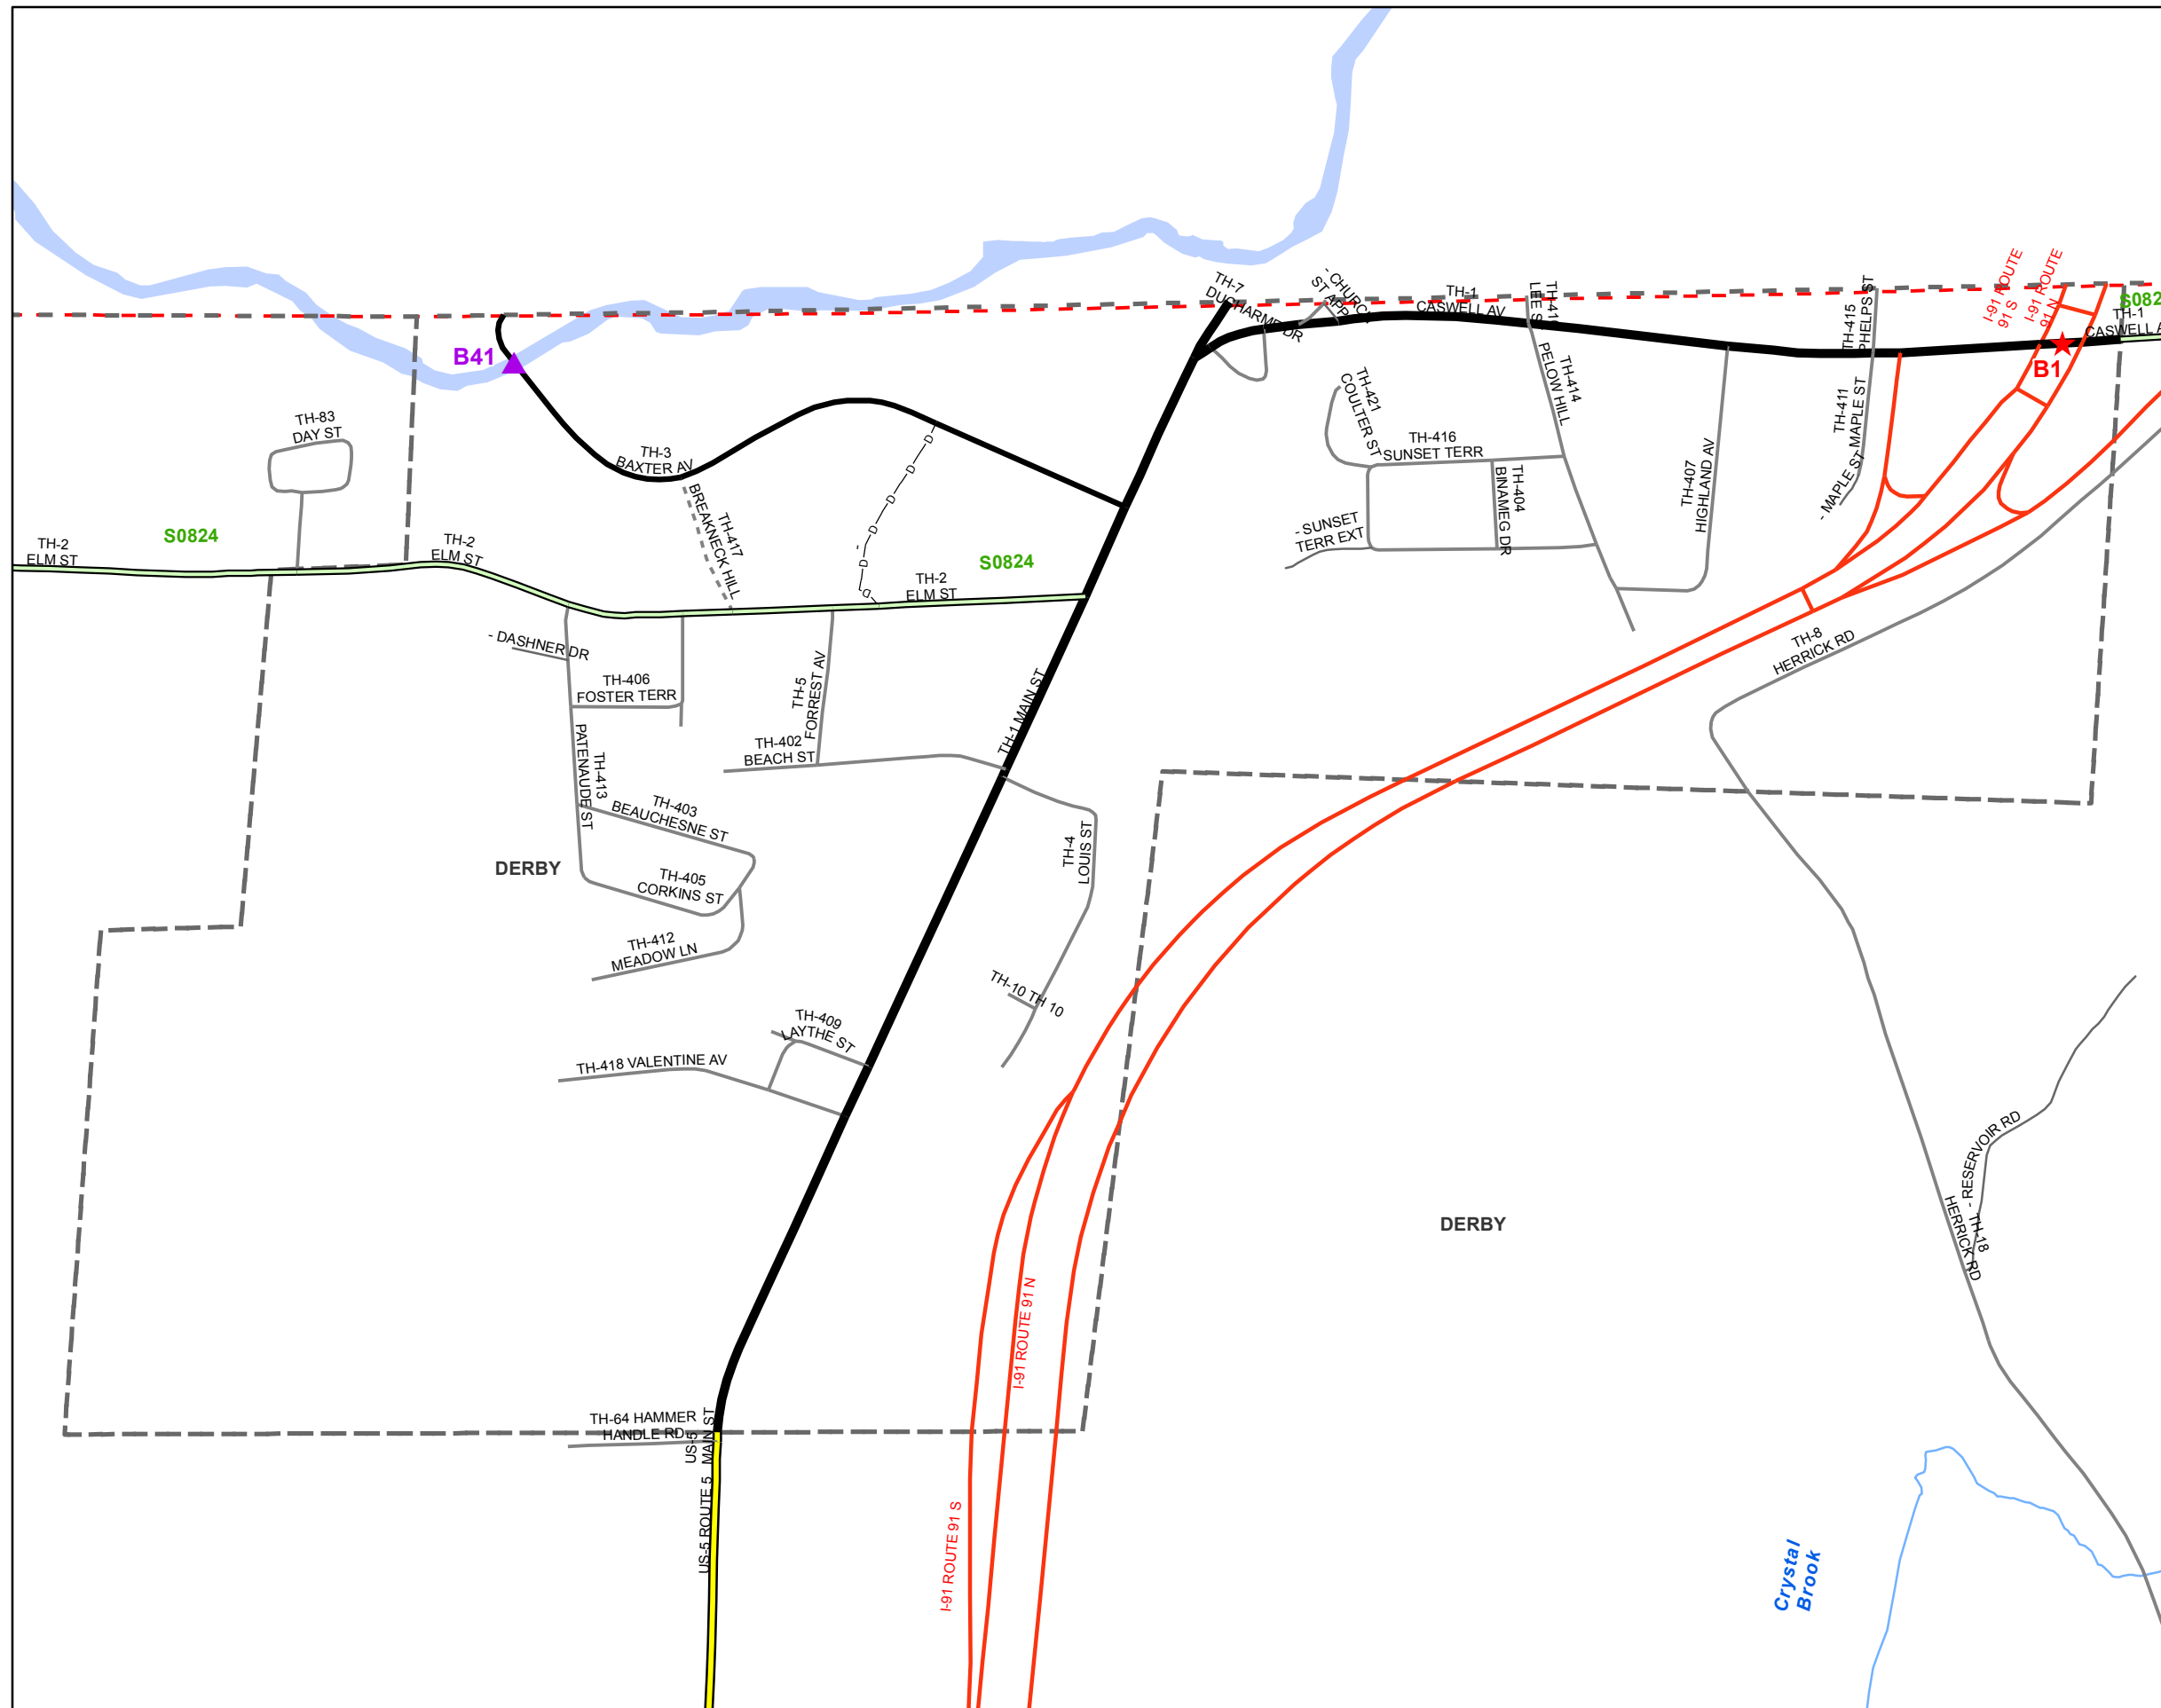 TH-7
DUCHARME DR
- CHURCH
ST APP
TH-1
CASWELL AV
LEE ST
TH-415
PHELPS ST
I-91 ROUTE
91 S
I-91 ROUTE
91 N
S082
TH-1
CASWELL A
B41
B1
TH-83
DAY ST
TH-3
BAXTER AV
TH-421
COULTER ST
TH-414
PELOW HILL
TH-416
SUNSET TERR
TH-404
BINAMEG DR
TH-407
HIGHLAND AV
TH-411
MAPLE ST
- MAPLE ST
S0824
TH-2
ELM ST
TH-2
ELM ST
TH-417
BREAKNECK HILL
D
D
D
D
D -
D
S0824
TH-2
ELM ST
- SUNSET
TERR EXT
- DASHNER DR
TH-406
FOSTER TERR
TH-5
FORREST AV
TH-402
BEACH ST
TH-1 MAIN ST
TH-8
HERRICK RD
TH-413
PATENAUDE ST
TH-403
BEAUCHESNE ST
TH-4
LOUIS ST
DERBY
TH-405
CORKINS ST
TH-412
MEADOW LN
TH-10 TH 10
TH-409
LAYTHE ST
TH-418 VALENTINE AV
- RESERVOIR RD
TH-18
HERRICK RD
DERBY
I-91 ROUTE 91 N
TH-64 HAMMER
HANDLE RD
US-5
MAIN ST
US-5 ROUTE 5
I-91 ROUTE 91 S
Crystal
Brook